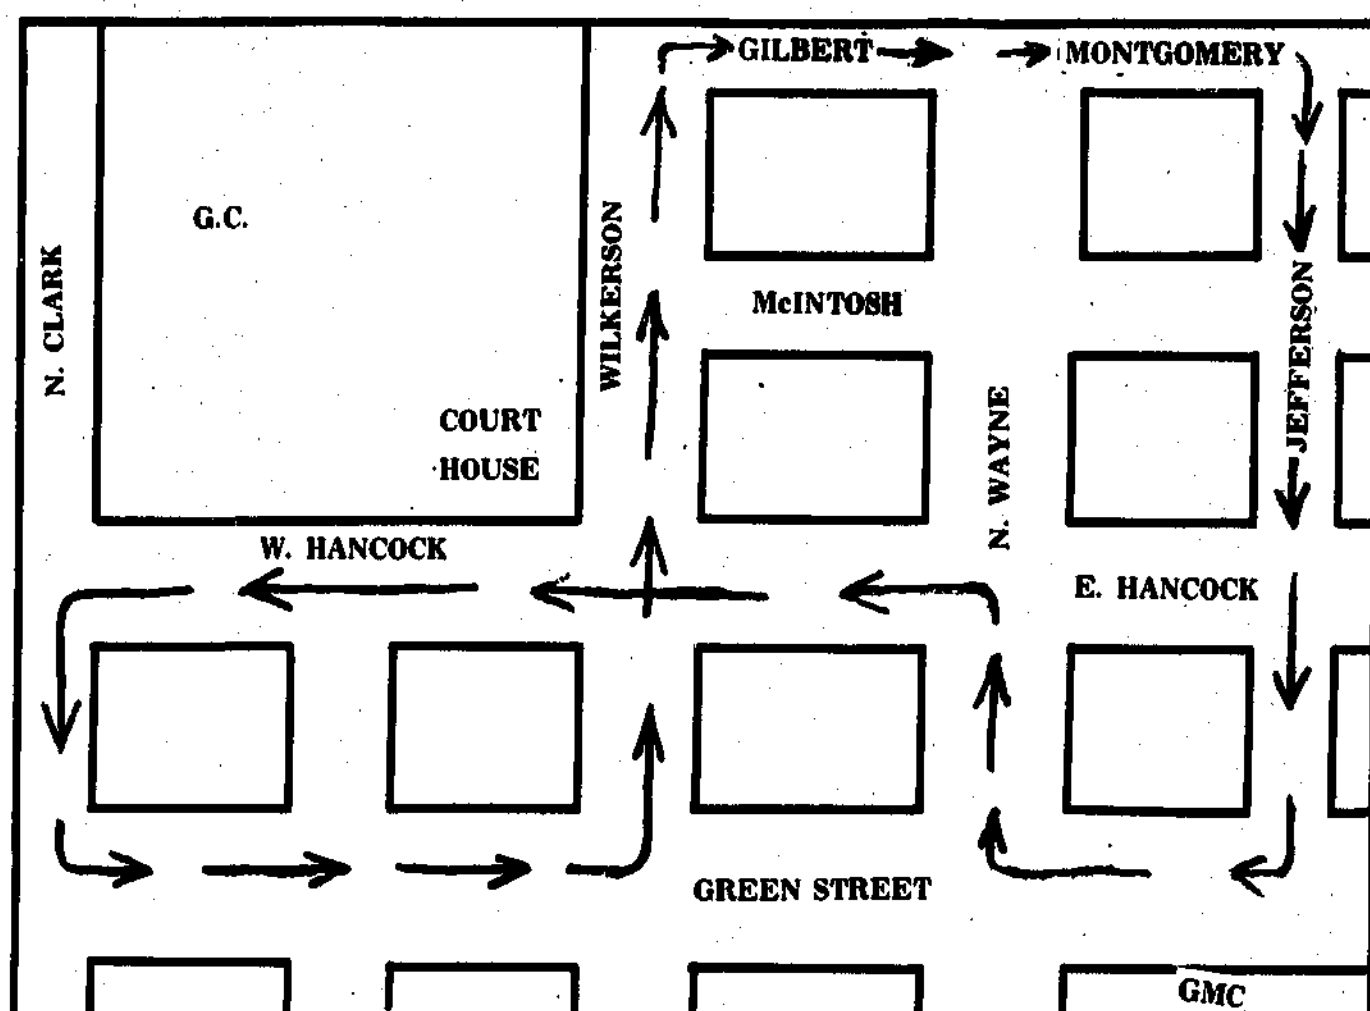 GILBERT
MONTGOMERY
G.C.
N. CLARK
WILKERSON
McINTOSH
JEFFERSON
COURT
HOUSE
N. WAYNE
W. HANCOCK
E. HANCOCK
GREEN STREET
GMC